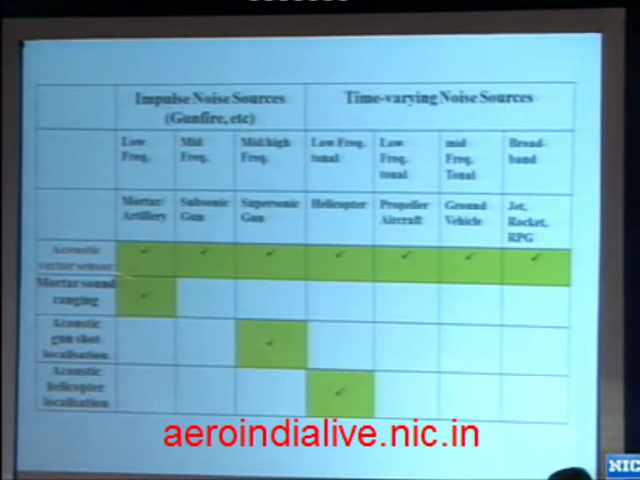 Impulse Noise Sources Time-varying Noise Sources
(Gunfire, etc)
Low Mid Mid/high Low Freq. Low mid Broad-
Freq. Freq. Freq. tonal Freq. Freq. band
tonal Tonal
Mortar/ Subsonic Supersonic Helicopter Propeller Ground Jet,
Artillery Gun Gun Aircraft Vehicle Rocket,
RPG
Acoustic
vector sensor
Mortar sound
ranging
Acoustic
gun shot
localisation
Acoustic
helicopter
localisation
aeroindialive.nic.in
NIC